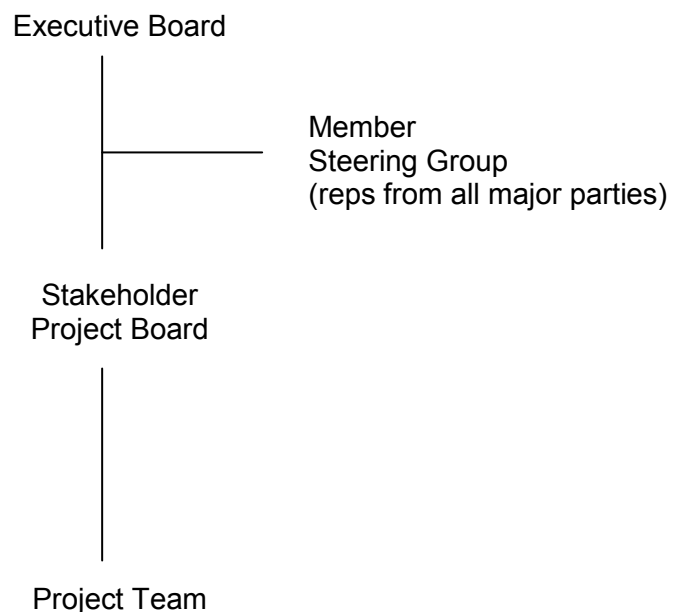 Executive Board
Member
Steering Group
(reps from all major parties)
Stakeholder
Project Board
Project Team